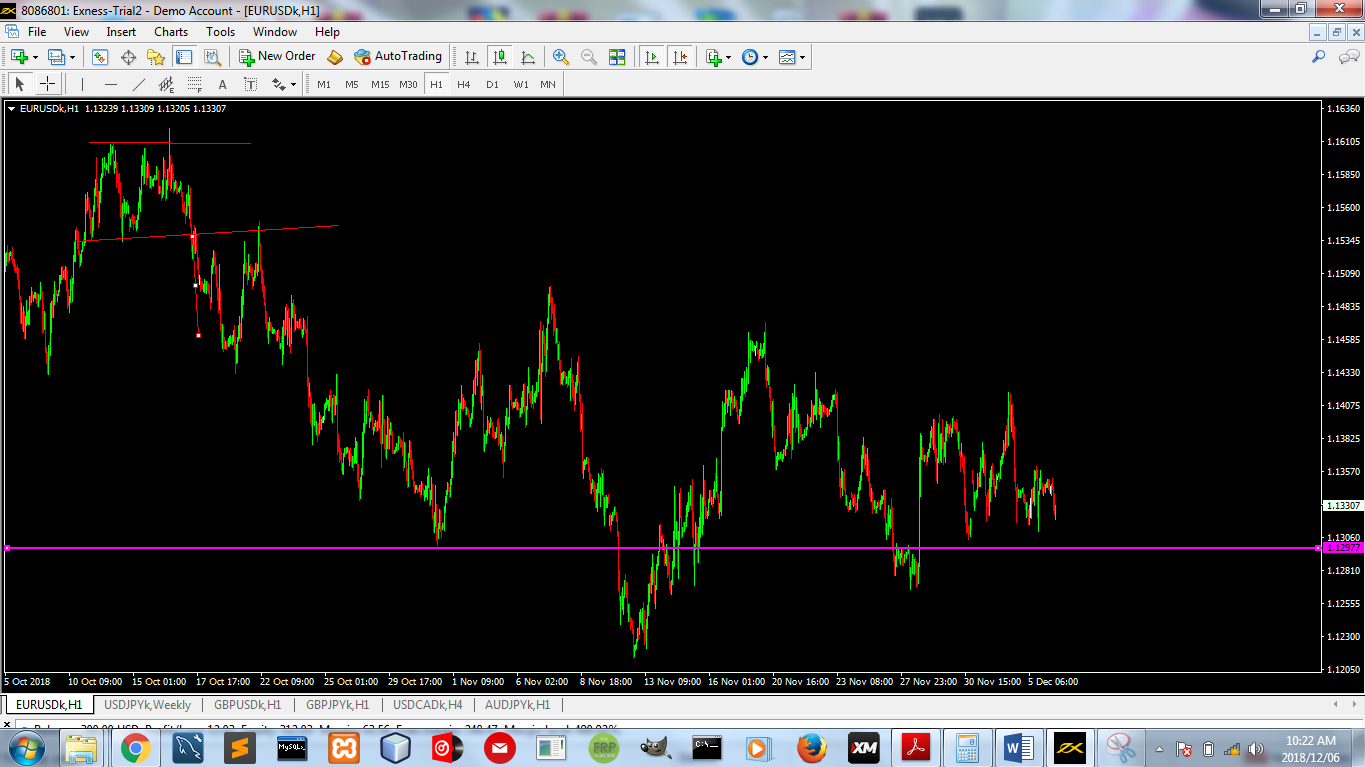 8086801: Exness-Trial2 - Demo Account - [EURUSDk,H1]
File View Insert Charts Tools Window Help
New Order AutoTrading
A T M1 M5 M15 M30 H1 H4 D1 W1 MN
EURUSDk,H1 1.13239 1.13309 1.13205 1.13307
1.16360
1.16105
1.15850
1.15600
1.15345
1.15090
1.14835
1.14585
1.14330
1.14075
1.13825
1.13570
1.13307
1.13060
1.12977
1.12810
1.12555
1.12300
1.12050
5 Oct 2018 10 Oct 09:00 15 Oct 01:00 17 Oct 17:00 22 Oct 09:00 25 Oct 01:00 29 Oct 17:00 1 Nov 09:00 6 Nov 02:00 8 Nov 18:00 13 Nov 09:00 16 Nov 01:00 20 Nov 16:00 23 Nov 08:00 27 Nov 23:00 30 Nov 15:00 5 Dec 06:00
EURUSDk,H1 USDJPYk,Weekly GBPUSDk,H1 GBPJPYk,H1 USDCADk,H4 AUDJPYk,H1
MySQL ERP C:\ XM W
10:22 AM
2018/12/06